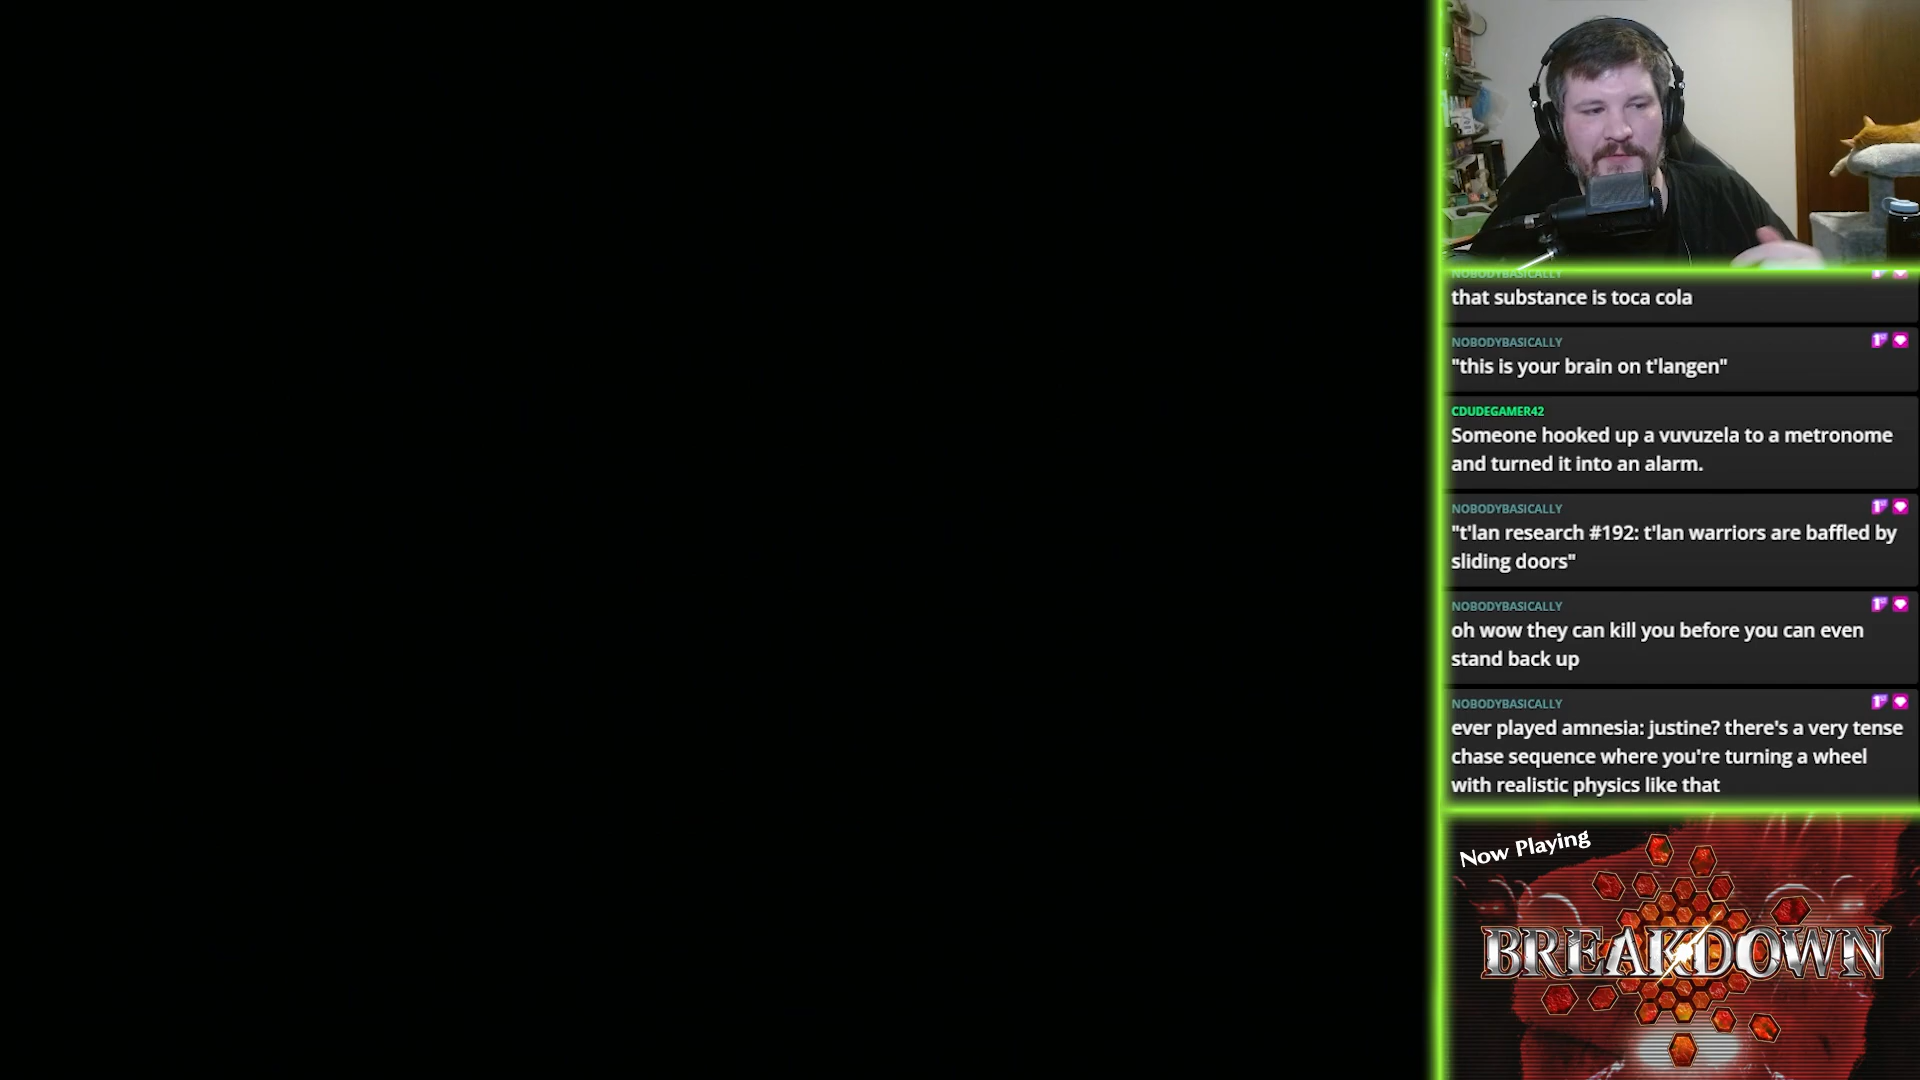 NOBODYBASICALLY
that substance is toca cola
NOBODYBASICALLY
"this is your brain on t'langen"
CDUDEGAMER42
Someone hooked up a vuvuzela to a metronome
and turned it into an alarm.
NOBODYBASICALLY
"t'lan research #192: t'lan warriors are baffled by
sliding doors"
NOBODYBASICALLY
oh wow they can kill you before you can even
stand back up
NOBODYBASICALLY
ever played amnesia: justine? there's a very tense
chase sequence where you're turning a wheel
with realistic physics like that
Now Playing
BREAKDOWN